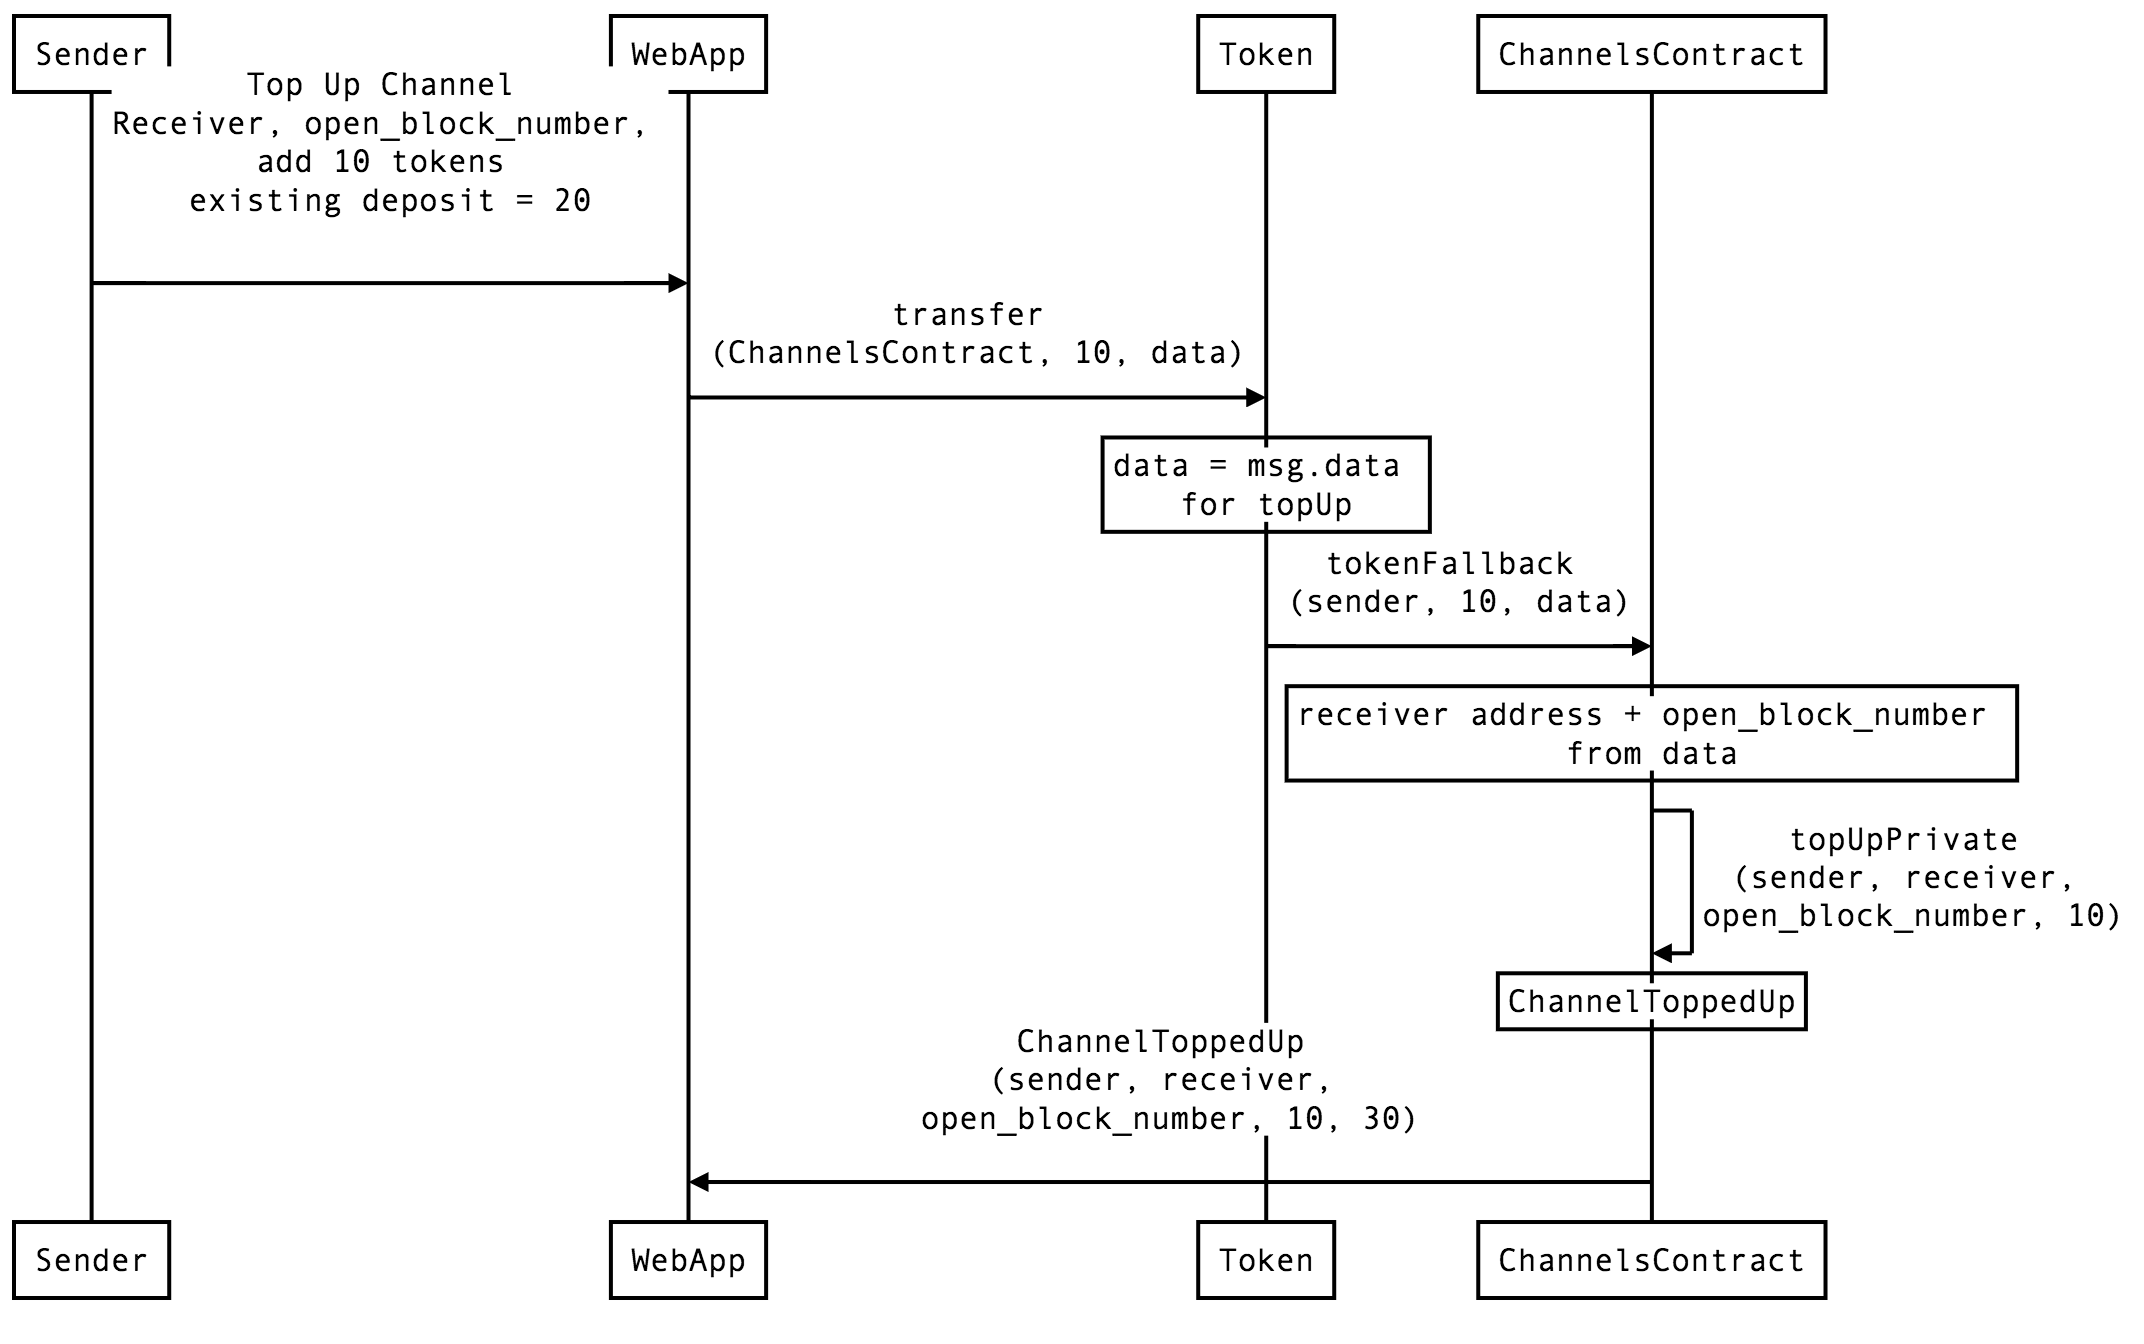 Sender
WebApp
Token
ChannelsContract
Top Up Channel
Receiver, open_block_number,
add 10 tokens
existing deposit = 20
transfer
(ChannelsContract, 10, data)
data = msg.data
for topUp
tokenFallback
(sender, 10, data)
receiver address + open_block_number
from data
topUpPrivate
(sender, receiver,
open_block_number, 10)
ChannelToppedUp
ChannelToppedUp
(sender, receiver,
open_block_number, 10, 30)
Sender
WebApp
Token
ChannelsContract